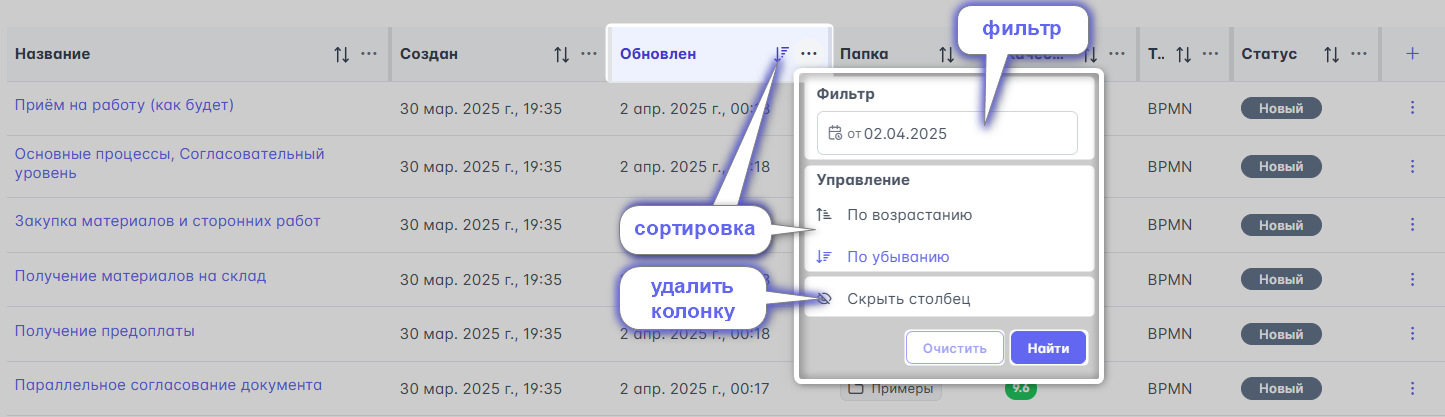 фильтр
Название
Создан
Обновлен
Папка
Т..
Статус
Фильтр
от 02.04.2025
Управление
По возрастанию
По убыванию
Скрыть столбец
Очистить
Найти
сортировка
удалить
колонку
Приём на работу (как будет)
30 мар. 2025 г., 19:35
2 апр. 2025 г.,
BPMN
Новый
Основные процессы, Согласовательный
уровень
30 мар. 2025 г., 19:35
2 апр. 2025 г.,
BPMN
Новый
Закупка материалов и сторонних работ
30 мар. 2025 г., 19:35
BPMN
Новый
Получение материалов на склад
30 мар. 2025 г., 19:35
BPMN
Новый
Получение предоплаты
30 мар. 2025 г., 19:35
2 апр. 2025 г., 00:18
BPMN
Новый
Параллельное согласование документа
30 мар. 2025 г., 19:35
2 апр. 2025 г., 00:17
Примеры
9.6
BPMN
Новый